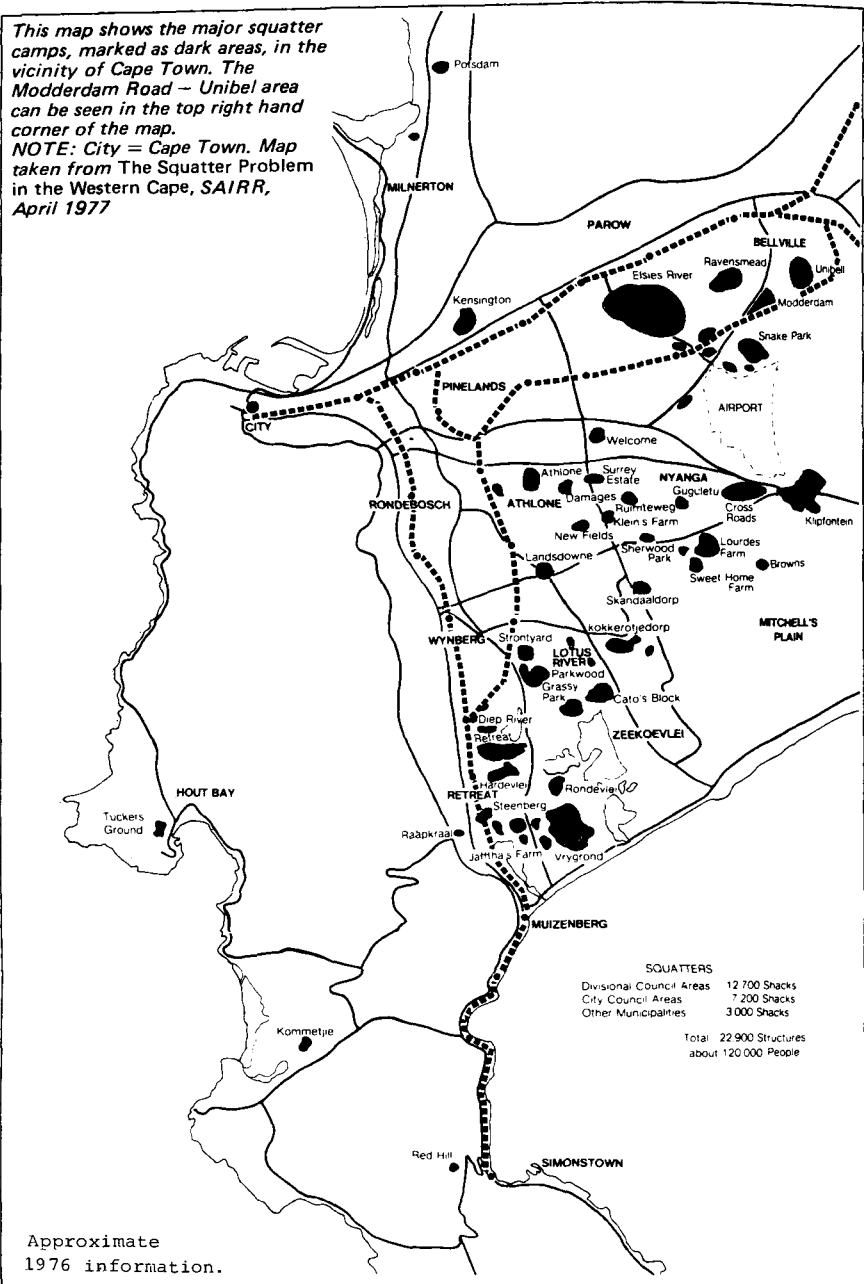 This map shows the major squatter
camps, marked as dark areas, in the
vicinity of Cape Town. The
Modderdam Road – Unibel area
can be seen in the top right hand
corner of the map.
NOTE: City = Cape Town. Map
taken from The Squatter Problem
in the Western Cape, SAIRR,
April 1977
Potsdam
MILNERTON
PAROW
BELLVILLE
Ravensmead
Elsies River
Unibell
Modderdam
Kensington
Snake Park
PINELANDS
AIRPORT
CITY
Welcome
Athlone
Surrey
Estate
NYANGA
Guguletu
RONDEBOSCH
ATHLONE
Damages
Ruimteweg
Cross
Roads
Klipfontein
Klein's Farm
New Fields
Sherwood
Park
Lourdes
Farm
Landsdowne
Browns
Sweet Home
Farm
Skandaaldorp
kokkerotjedorp
MITCHELL'S
PLAIN
WYNBERG
Strontyard
LOTUS
RIVER
Parkwood
Grassy
Park
Cato's Block
Diep River
Retreat
ZEEKOEVLEI
Hardevlei
Rondevlei
HOUT BAY
RETREAT
Steenberg
Tuckers
Ground
Raapkraal
Jaftha's Farm
Vrygrond
MUIZENBERG
SQUATTERS
Divisional Council Areas 12 700 Shacks
City Council Areas 7 200 Shacks
Other Municipalities 3 000 Shacks
Total 22 900 Structures
about 120 000 People
Kommetjie
Red Hill
SIMONSTOWN
Approximate
1976 information.